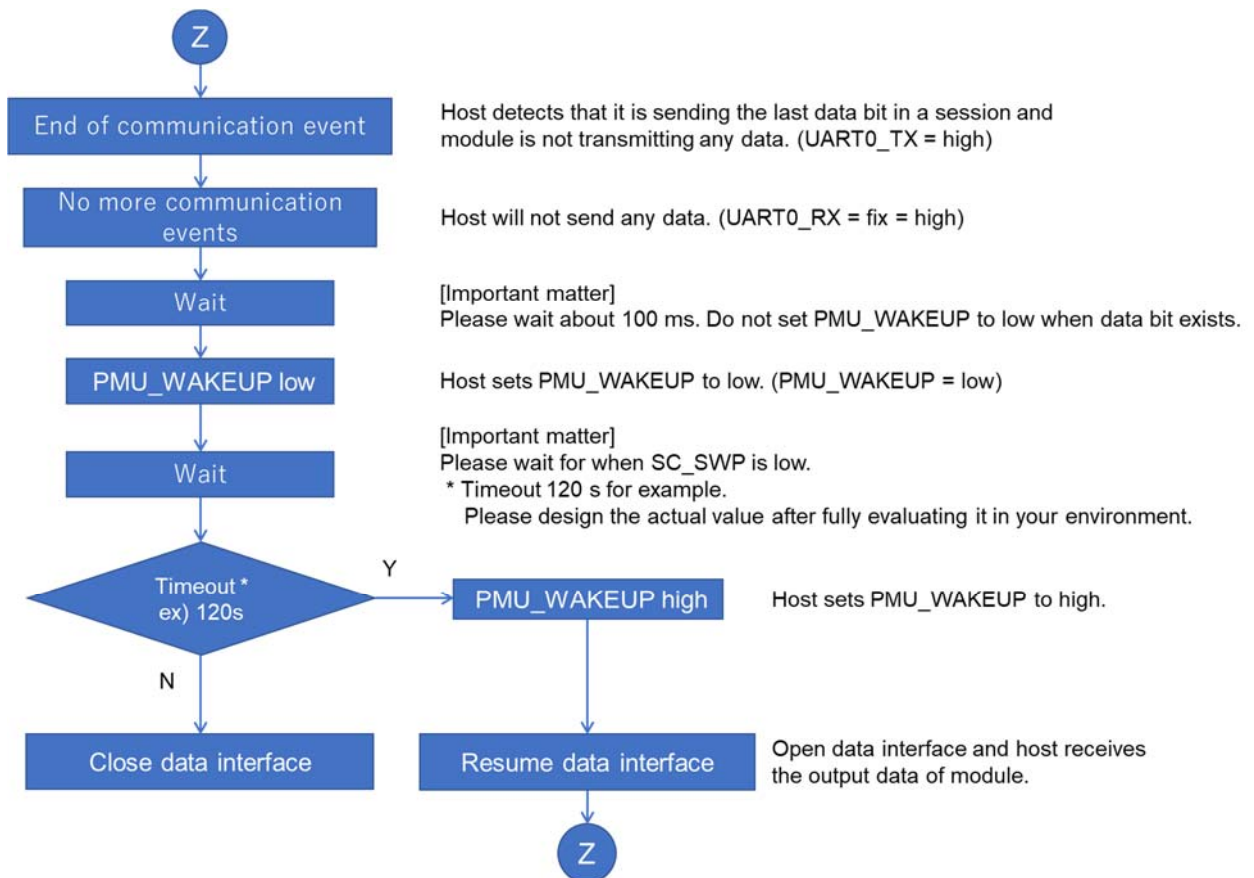 Z
End of communication event
Host detects that it is sending the last data bit in a session and
module is not transmitting any data. (UART0_TX = high)
No more communication
events
Host will not send any data. (UART0_RX = fix = high)
Wait
[Important matter]
Please wait about 100 ms. Do not set PMU_WAKEUP to low when data bit exists.
PMU_WAKEUP low
Host sets PMU_WAKEUP to low. (PMU_WAKEUP = low)
Wait
[Important matter]
Please wait for when SC_SWP is low.
* Timeout 120 s for example.
Please design the actual value after fully evaluating it in your environment.
Timeout *
ex) 120s
Y
PMU_WAKEUP high
Host sets PMU_WAKEUP to high.
N
Close data interface
Resume data interface
Open data interface and host receives
the output data of module.
Z